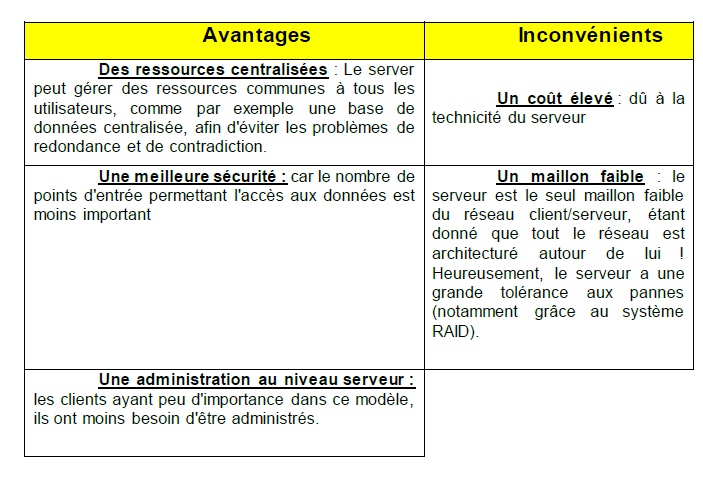 Avantages
Inconvénients
Des ressources centralisées : Le server
peut gérer des ressources communes à tous les
utilisateurs, comme par exemple une base de
données centralisée, afin d'éviter les problèmes de
redondance et de contradiction.
Un coût élevé : dû à la
technicité du serveur
Une meilleure sécurité : car le nombre de
points d'entrée permettant l'accès aux données est
moins important
Un maillon faible : le
serveur est le seul maillon faible
du réseau client/serveur, étant
donné que tout le réseau est
architecturé autour de lui !
Heureusement, le serveur a une
grande tolérance aux pannes
(notamment grâce au système
RAID).
Une administration au niveau serveur :
les clients ayant peu d'importance dans ce modèle,
ils ont moins besoin d'être administrés.